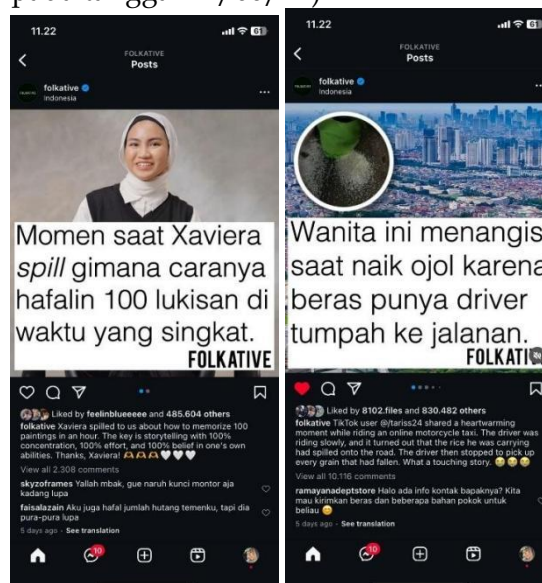 11.22
61
FOLKATIVE
Posts
folkative
Indonesia
Momen saat Xaviera
spill gimana caranya
hafalin 100 lukisan di
waktu yang singkat.
FOLKATIVE
Liked by feelinblueeeee and 485.604 others
folkative Xaviera spilled to us about how to memorize 100
paintings in an hour. The key is storytelling with 100%
concentration, 100% effort, and 100% belief in one's own
abilities. Thanks, Xaviera!
View all 2.308 comments
skyzoframes Yallah mbak, gue naruh kunci montor aja
kadang lupa
faisalazain Aku juga hafal jumlah hutang temenku, tapi dia
pura-pura lupa
5 days ago · See translation
10
11.22
61
FOLKATIVE
Posts
folkative
Indonesia
Wanita ini menangis
saat naik ojol karena
beras punya driver
tumpah ke jalanan.
FOLKATI
Liked by 8102.files and 830.482 others
folkative TikTok user @/tariss24 shared a heartwarming
moment while riding an online motorcycle taxi. The driver was
riding slowly, and it turned out that the rice he was carrying
had spilled onto the road. The driver then stopped to pick up
every grain that had fallen. What a touching story.
View all 10,116 comments
ramayanadeptstore Halo ada info kontak bapaknya? Kita
mau kirimkan beras dan beberapa bahan pokok untuk
beliau
5 days ago · See translation
10